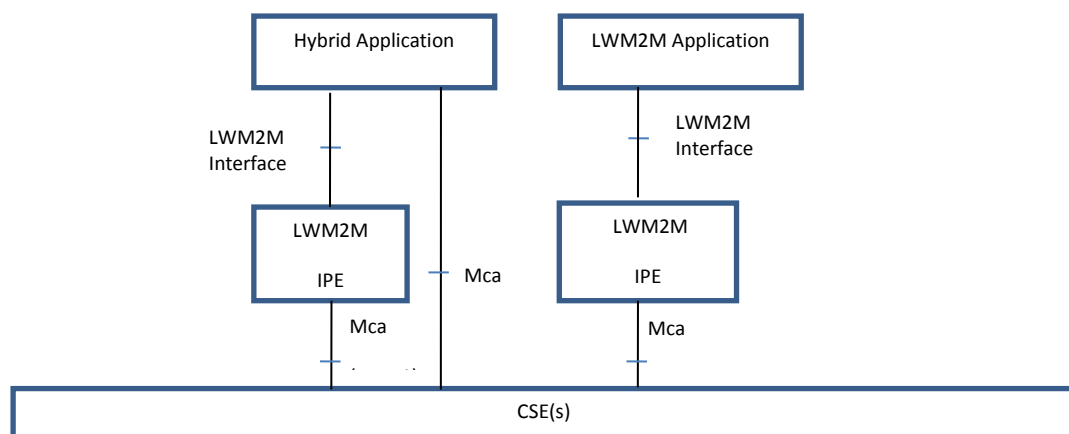 Hybrid Application
LWM2M Application
LWM2M
Interface
LWM2M
Interface
LWM2M
IPE
Mca
LWM2M
IPE
Mca
Mca
CSE(s)